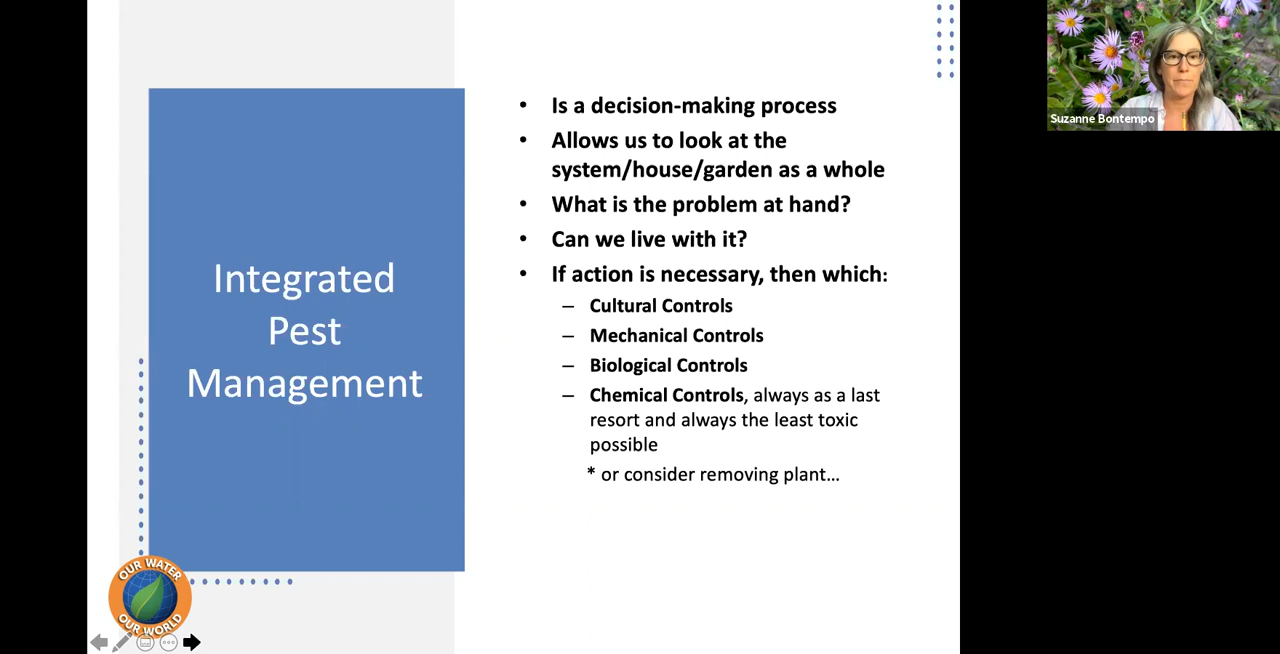 Integrated
Pest
Management
• Is a decision-making process
• Allows us to look at the
system/house/garden as a whole
• What is the problem at hand?
• Can we live with it?
• If action is necessary, then which:
– Cultural Controls
– Mechanical Controls
– Biological Controls
– Chemical Controls, always as a last
resort and always the least toxic
possible
* or consider removing plant...
OUR WATER
OUR WORLD
Suzanne Bontempo